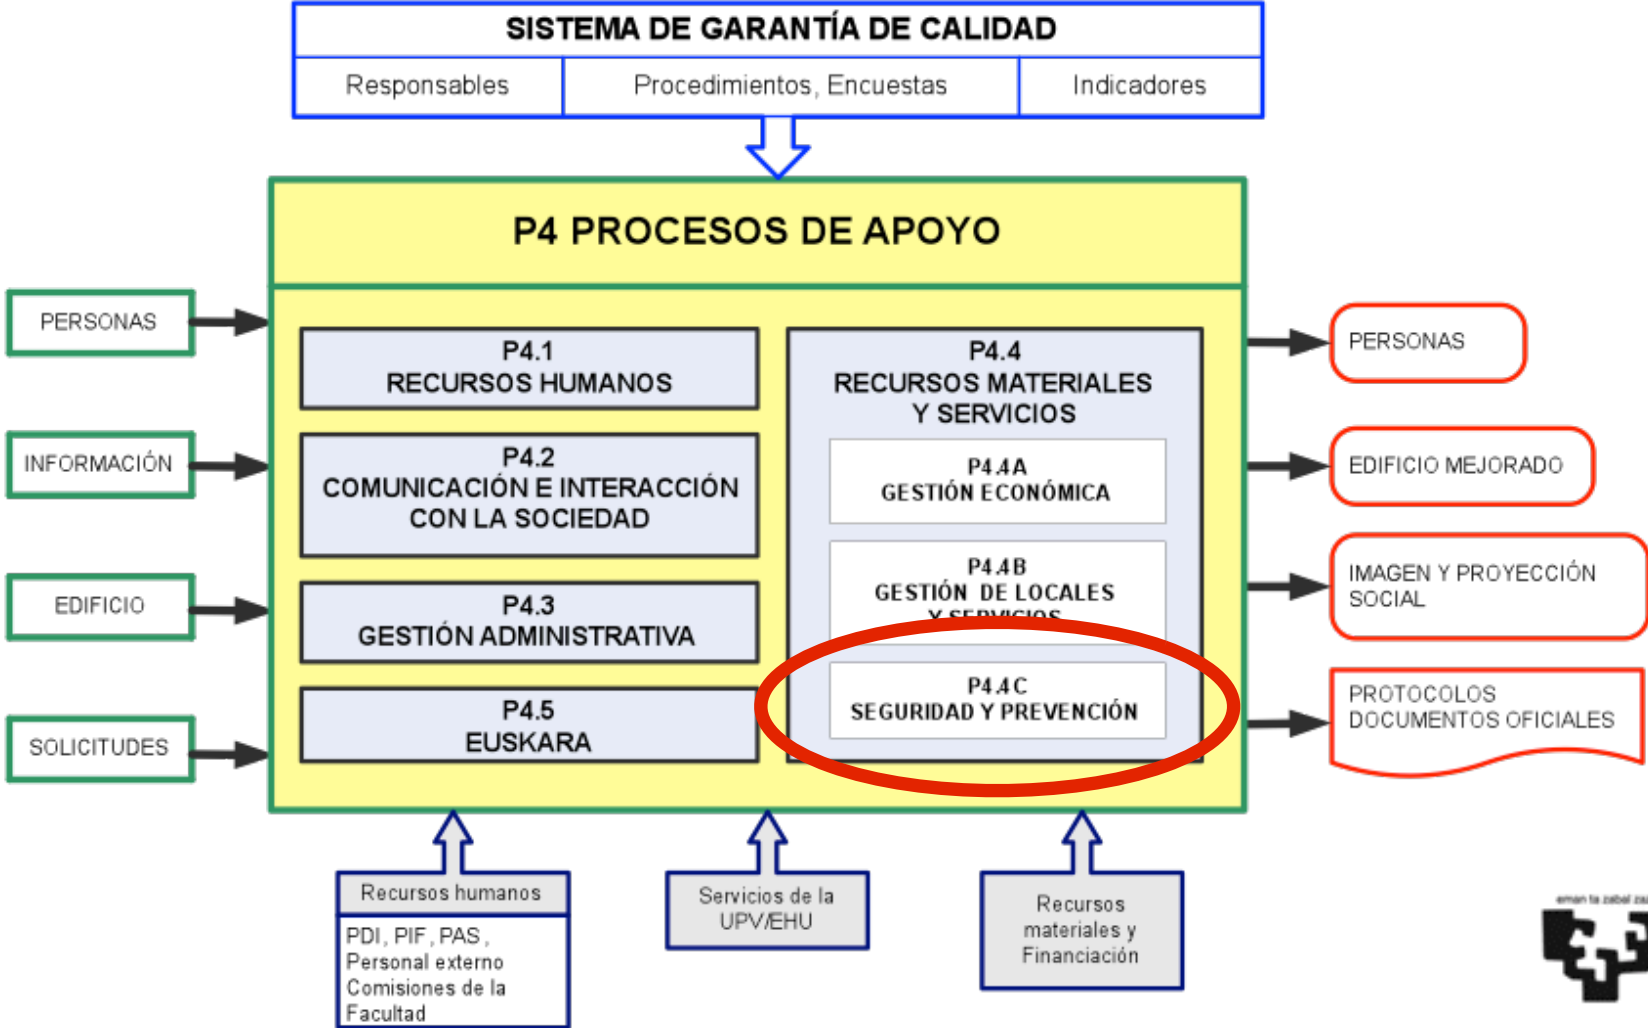 SISTEMA DE GARANTÍA DE CALIDAD
Responsables
Procedimientos, Encuestas
Indicadores
P4 PROCESOS DE APOYO
PERSONAS
INFORMACIÓN
EDIFICIO
SOLICITUDES
P4.1
RECURSOS HUMANOS
P4.2
COMUNICACIÓN E INTERACCIÓN
CON LA SOCIEDAD
P4.3
GESTIÓN ADMINISTRATIVA
P4.5
EUSKARA
P4.4
RECURSOS MATERIALES
Y SERVICIOS
P4.4A
GESTIÓN ECONÓMICA
P4.4B
GESTIÓN DE LOCALES
Y SERVICIOS
P4.4C
SEGURIDAD Y PREVENCIÓN
PERSONAS
EDIFICIO MEJORADO
IMAGEN Y PROYECCIÓN
SOCIAL
PROTOCOLOS
DOCUMENTOS OFICIALES
Recursos humanos
PDI, PIF, PAS,
Personal externo
Comisiones de la
Facultad
Servicios de la
UPV/EHU
Recursos
materiales y
Financiación
eman ta zabal